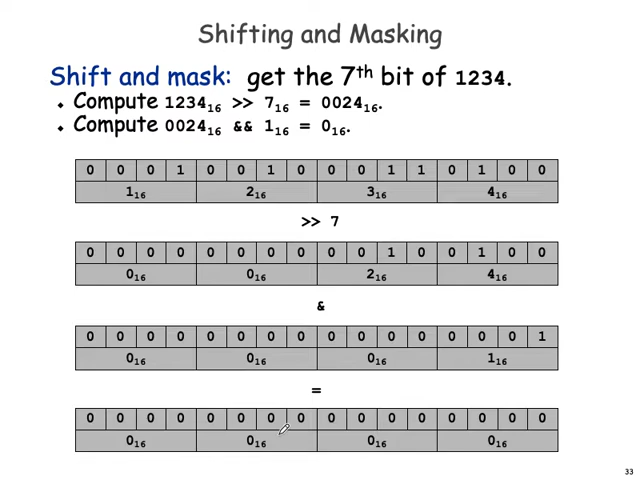 Shifting and Masking
Shift and mask: get the 7th bit of 1234.
Compute 1234₁₆ >> 7₁₆ = 0024₁₆.
Compute 0024₁₆ && 1₁₆ = 0₁₆.
0 0 0 1 0 0 1 0 0 0 1 1 0 1 0 0
1₁₆ 2₁₆ 3₁₆ 4₁₆
>> 7
0 0 0 0 0 0 0 0 0 0 1 0 0 1 0 0
0₁₆ 0₁₆ 2₁₆ 4₁₆
&
0 0 0 0 0 0 0 0 0 0 0 0 0 0 0 1
0₁₆ 0₁₆ 0₁₆ 1₁₆
=
0 0 0 0 0 0 0 0 0 0 0 0 0 0 0 0
0₁₆ 0₁₆ 0₁₆ 0₁₆
33